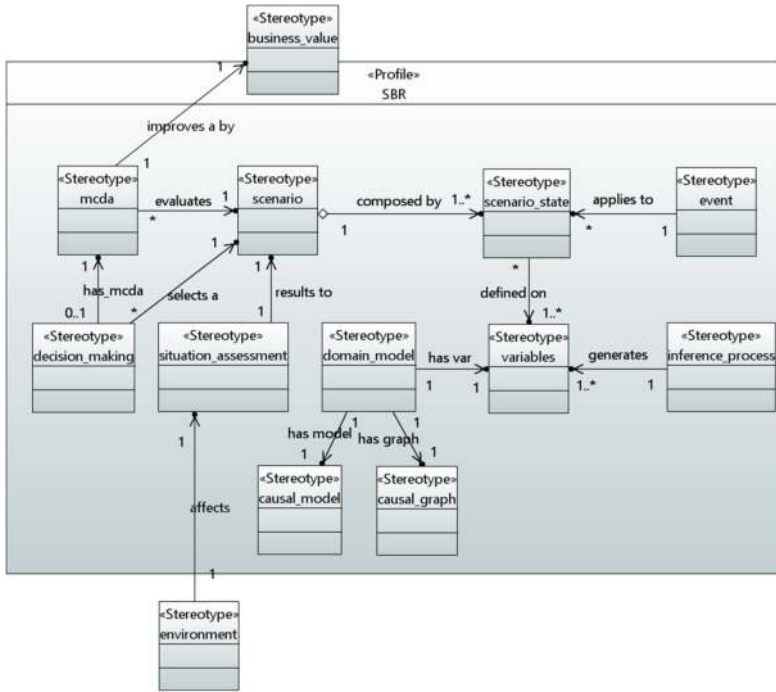 «Stereotype»
business_value
«Profile»
SBR
1
improves a by
1
«Stereotype»
mcda
evaluates
1
*
«Stereotype»
scenario
composed by
1..*
1
«Stereotype»
scenario_state
applies to
*
1
«Stereotype»
event
1
has_mcda
0..1
1
selects a
*
1
results to
1
*
defined on
1..*
«Stereotype»
decision_making
«Stereotype»
situation_assessment
«Stereotype»
domain_model
has var
1
1
«Stereotype»
variables
generates
1..*
1
«Stereotype»
inference_process
1
has model
1
1
has graph
1
«Stereotype»
causal_model
«Stereotype»
causal_graph
affects
1
«Stereotype»
environment